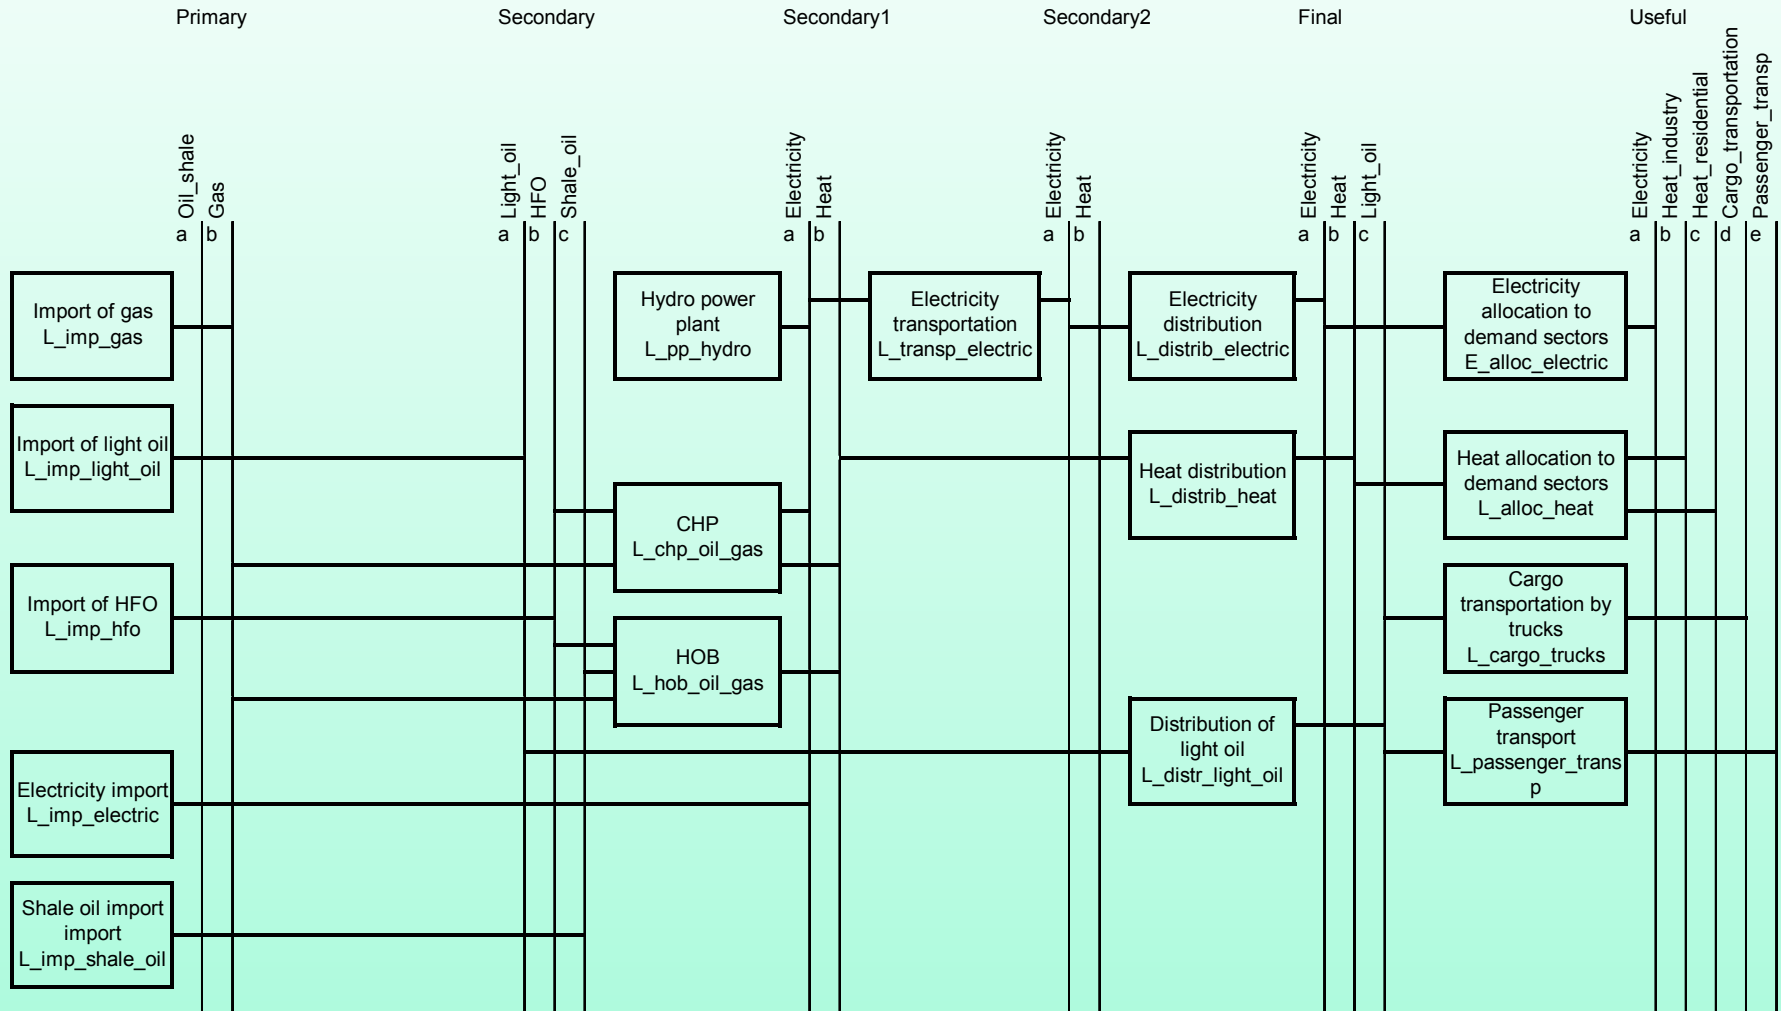 Primary
Secondary
Secondary1
Secondary2
Final
Useful
Oil_shale
Gas
Light_oil
HFO
Shale_oil
Electricity
Heat
Electricity
Heat
Electricity
Heat
Light_oil
Electricity
Heat_industry
Heat_residential
Cargo_transportation
Passenger_transp
a b
a b c
a b
a b
a b c
a b c d e
Import of gas
L_imp_gas
Hydro power
plant
L_pp_hydro
Electricity
transportation
L_transp_electric
Electricity
distribution
L_distrib_electric
Electricity
allocation to
demand sectors
E_alloc_electric
Import of light oil
L_imp_light_oil
CHP
L_chp_oil_gas
Heat distribution
L_distrib_heat
Heat allocation to
demand sectors
L_alloc_heat
Import of HFO
L_imp_hfo
HOB
L_hob_oil_gas
Cargo
transportation by
trucks
L_cargo_trucks
Electricity import
L_imp_electric
Distribution of
light oil
L_distr_light_oil
Passenger
transport
L_passenger_trans
p
Shale oil import
import
L_imp_shale_oil